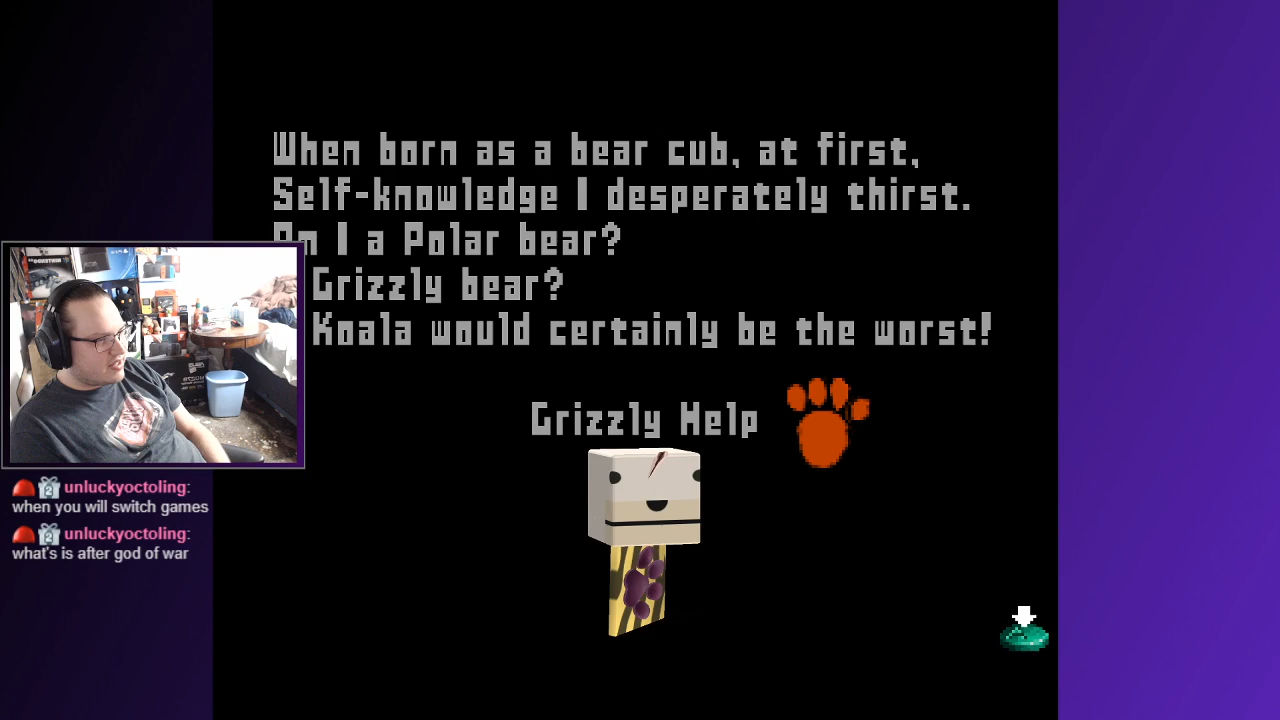 When born as a bear cub, at first,
Self-knowledge I desperately thirst.
Am I a Polar bear?
Grizzly bear?
Koala would certainly be the worst!
Grizzly Help
unluckyoctoling:
when you will switch games
unluckyoctoling:
what's is after god of war